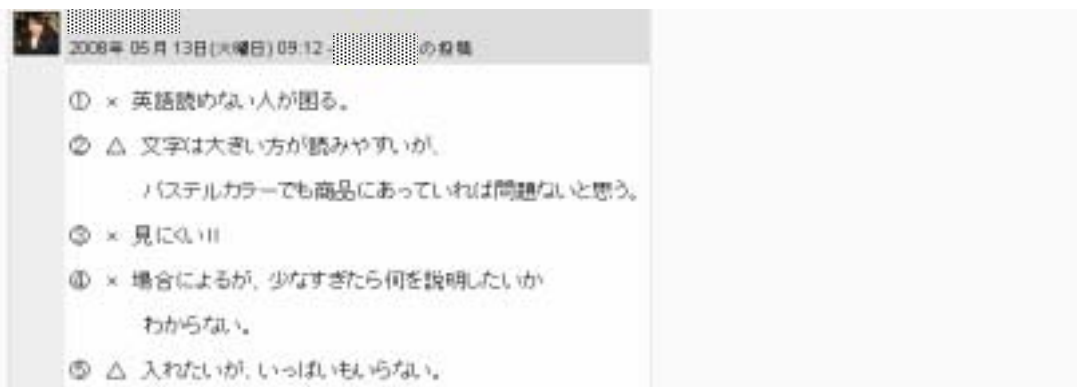 2008年 05月 13日(火曜日) 09:12 - の投稿
① × 英語読めない人が困る。
② △ 文字は大きい方が読みやすいが、
パステルカラーでも商品にあっていれば問題ないと思う。
③ × 見にくい!!
④ × 場合によるが、少なすぎたら何を説明したいか
わからない。
⑤ △ 入れたいが、いっぱいもいらない。